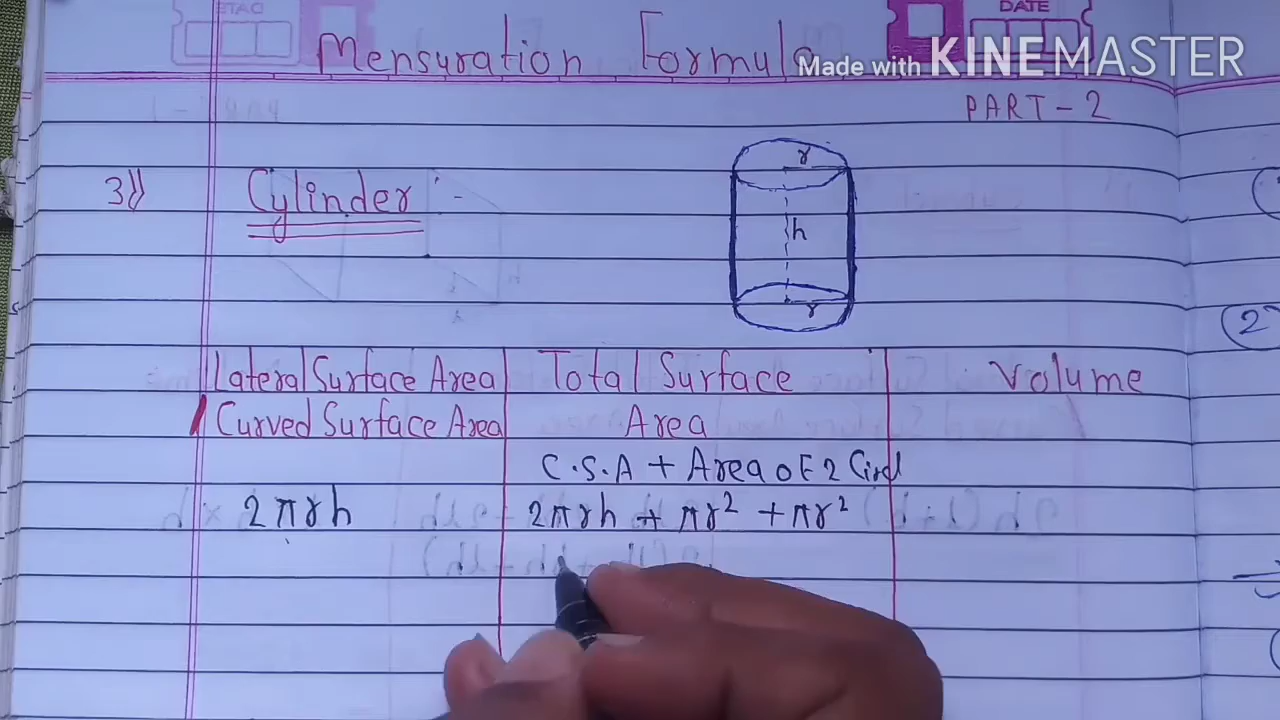 DATE
Mensuration Formula
Made with KINEMASTER
PART-2
3) Cylinder :-
r
h
r
Lateral Surface Area
/ Curved Surface Area
Total Surface
Area
Volume
C.S.A + Area of 2 Circl
2πrh
2πrh + πr² + πr²
2